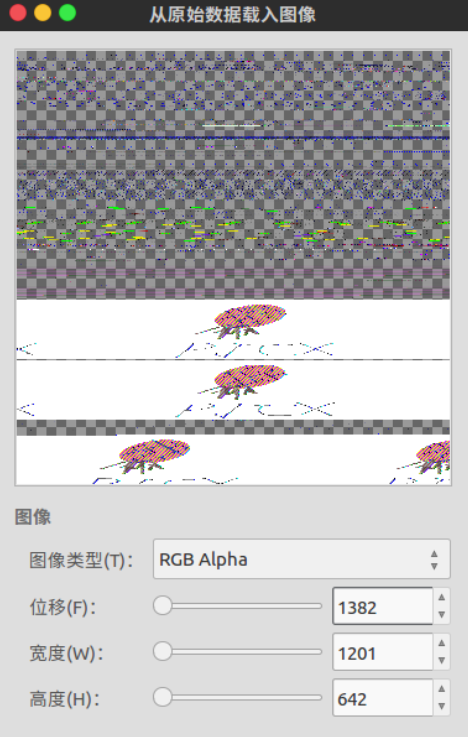 从原始数据载入图像
图像
图像类型(T)： RGB Alpha
位移(F)： 1382
宽度(W)： 1201
高度(H)： 642